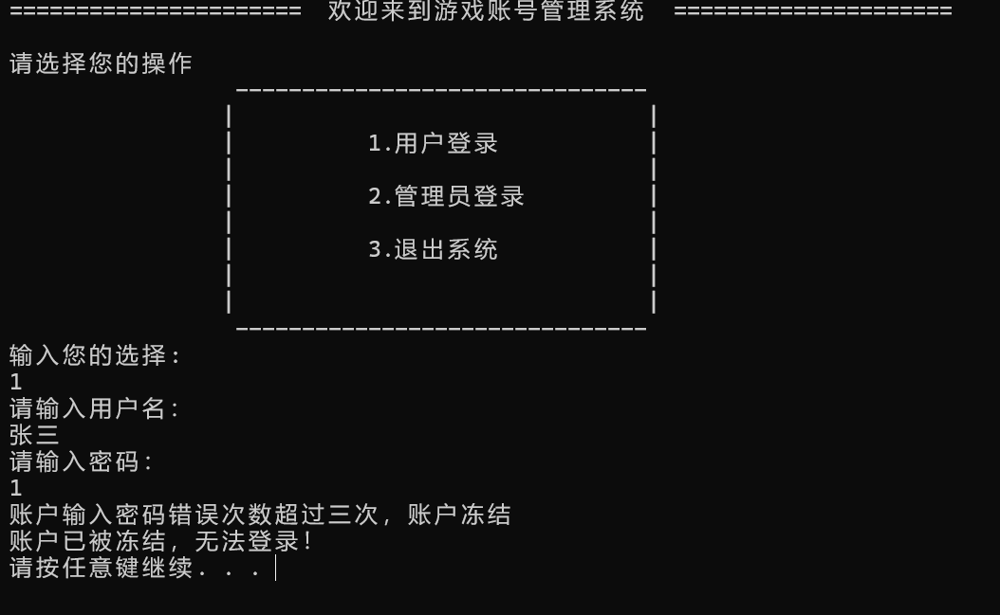 ====================== 欢迎来到游戏账号管理系统 =====================
请选择您的操作
-------------------------------
|                                |
|          1.用户登录            |
|                                |
|          2.管理员登录          |
|                                |
|          3.退出系统            |
|                                |
|                                |
-------------------------------
输入您的选择:
1
请输入用户名:
张三
请输入密码:
1
账户输入密码错误次数超过三次, 账户冻结
账户已被冻结, 无法登录!
请按任意键继续. . .